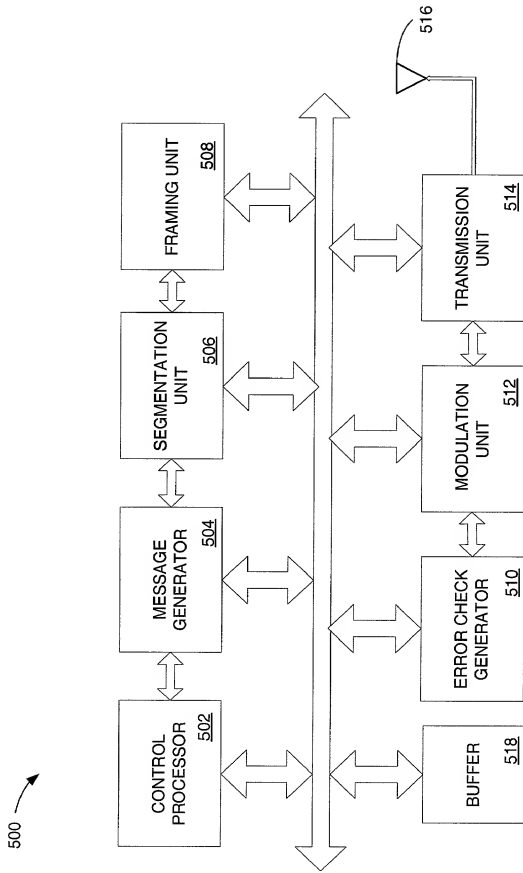 500
CONTROL
PROCESSOR
502
MESSAGE
GENERATOR
504
SEGMENTATION
UNIT
506
FRAMING UNIT
508
BUFFER
518
ERROR CHECK
GENERATOR
510
MODULATION
UNIT
512
TRANSMISSION
UNIT
514
516